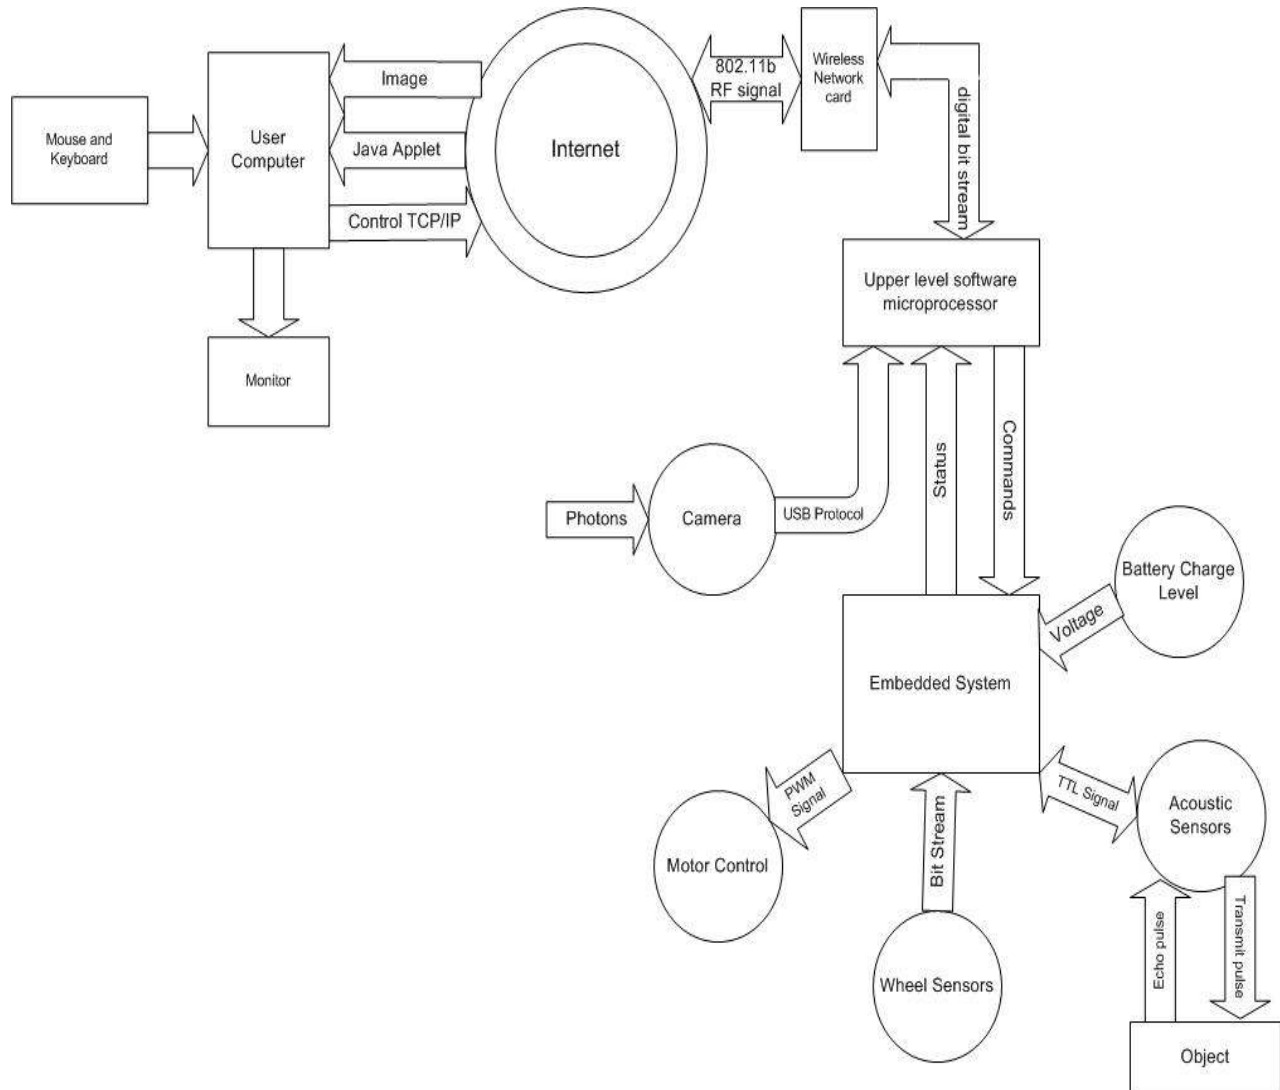 Mouse and
Keyboard
User
Computer
Image
Java Applet
Control TCP/IP
Internet
802.11b
RF signal
Wireless
Network
card
digital bit stream
Monitor
Upper level software
microprocessor
Photons
Camera
USB Protocol
Status
Commands
Battery Charge
Level
Voltage
Embedded System
PWM
Signal
Motor Control
Bit Stream
Wheel Sensors
TTL Signal
Acoustic
Sensors
Echo pulse
Transmit pulse
Object